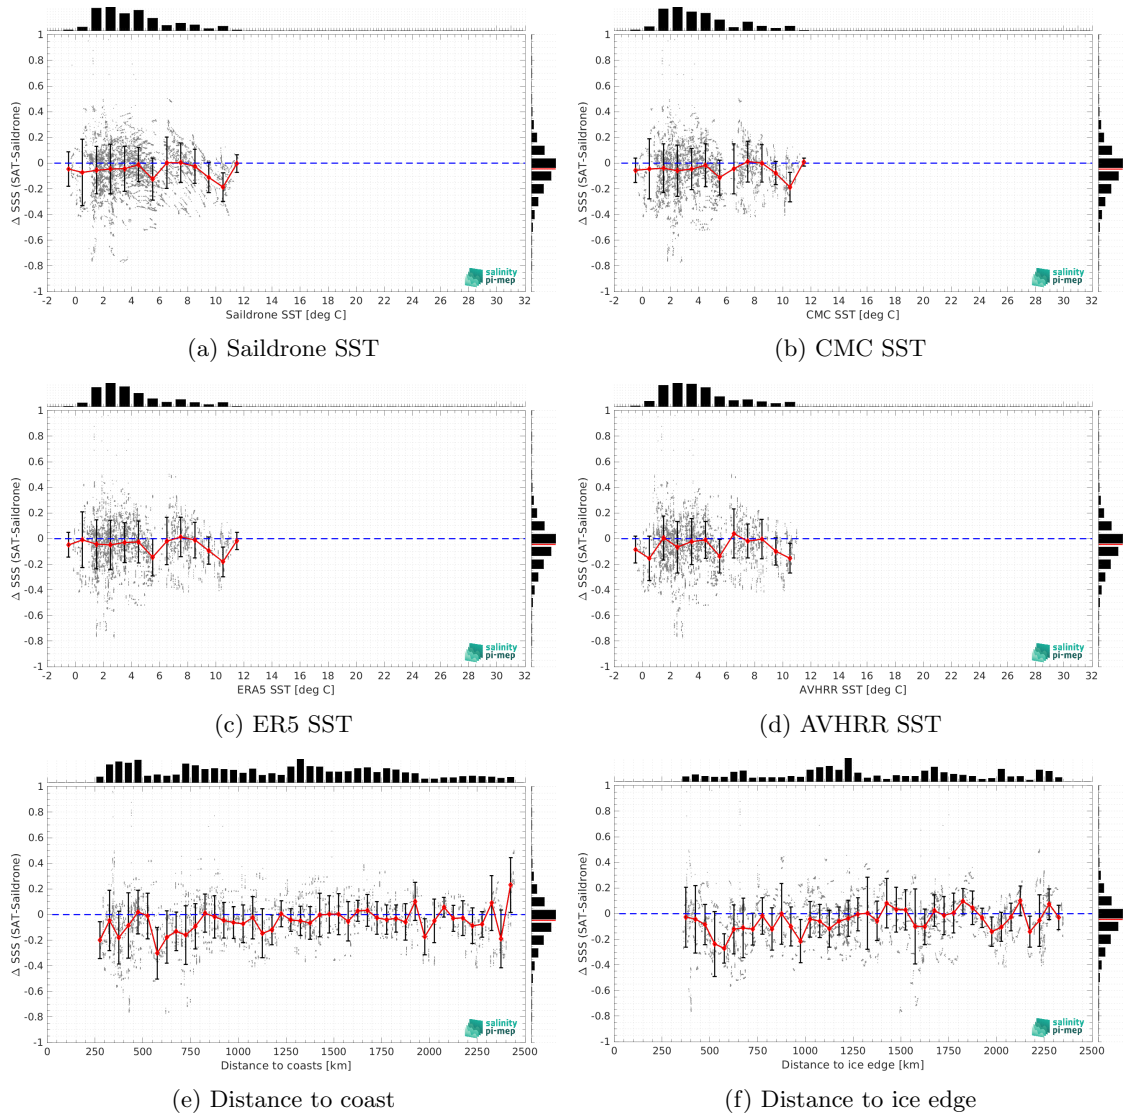 1
0.8
0.6
0.4
0.2
0
-0.2
-0.4
-0.6
-0.8
-1
Δ SSS (SAT-Saildrone)
salinity
pi-mep
-2 0 2 4 6 8 10 12 14 16 18 20 22 24 26 28 30 32
Saildrone SST [deg C]
(a) Saildrone SST
1
0.8
0.6
0.4
0.2
0
-0.2
-0.4
-0.6
-0.8
-1
Δ SSS (SAT-Saildrone)
salinity
pi-mep
-2 0 2 4 6 8 10 12 14 16 18 20 22 24 26 28 30 32
CMC SST [deg C]
(b) CMC SST
1
0.8
0.6
0.4
0.2
0
-0.2
-0.4
-0.6
-0.8
-1
Δ SSS (SAT-Saildrone)
salinity
pi-mep
-2 0 2 4 6 8 10 12 14 16 18 20 22 24 26 28 30 32
ERA5 SST [deg C]
(c) ER5 SST
1
0.8
0.6
0.4
0.2
0
-0.2
-0.4
-0.6
-0.8
-1
Δ SSS (SAT-Saildrone)
salinity
pi-mep
-2 0 2 4 6 8 10 12 14 16 18 20 22 24 26 28 30 32
AVHRR SST [deg C]
(d) AVHRR SST
1
0.8
0.6
0.4
0.2
0
-0.2
-0.4
-0.6
-0.8
-1
Δ SSS (SAT-Saildrone)
salinity
pi-mep
0 250 500 750 1000 1250 1500 1750 2000 2250 2500
Distance to coasts [km]
(e) Distance to coast
1
0.8
0.6
0.4
0.2
0
-0.2
-0.4
-0.6
-0.8
-1
Δ SSS (SAT-Saildrone)
salinity
pi-mep
0 250 500 750 1000 1250 1500 1750 2000 2250 2500
Distance to ice edge [km]
(f) Distance to ice edge